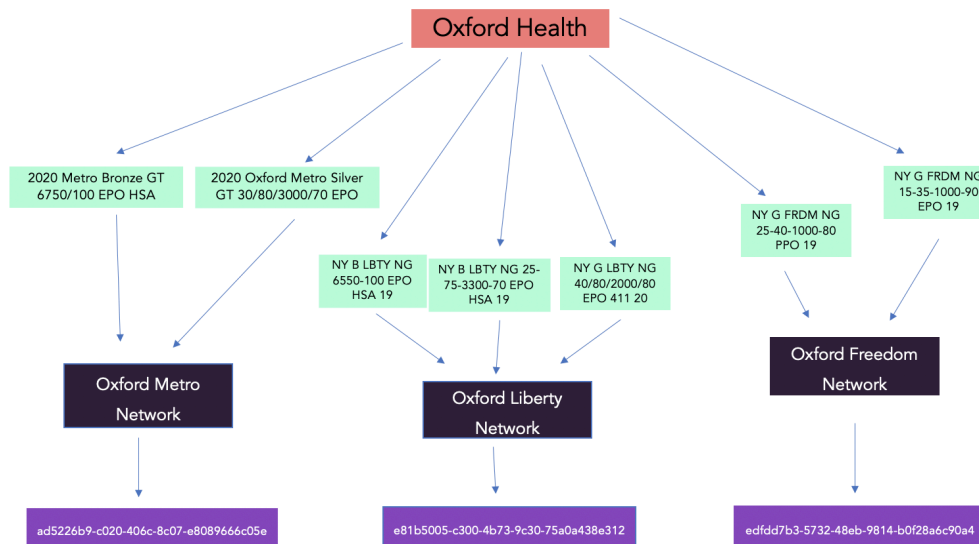 Oxford Health
2020 Metro Bronze GT
6750/100 EPO HSA
2020 Oxford Metro Silver
GT 30/80/3000/70 EPO
NY G FRDM NG
15-35-1000-90
EPO 19
NY G FRDM NG
25-40-1000-80
PPO 19
NY B LBTY NG
6550-100 EPO
HSA 19
NY B LBTY NG 25-
75-3300-70 EPO
HSA 19
NY G LBTY NG
40/80/2000/80
EPO 411 20
Oxford Metro
Network
Oxford Liberty
Network
Oxford Freedom
Network
ad5226b9-c020-406c-8c07-e8089666c05e
e81b5005-c300-4b73-9c30-75a0a438e312
edfdd7b3-5732-48eb-9814-b0f28a6c90a4